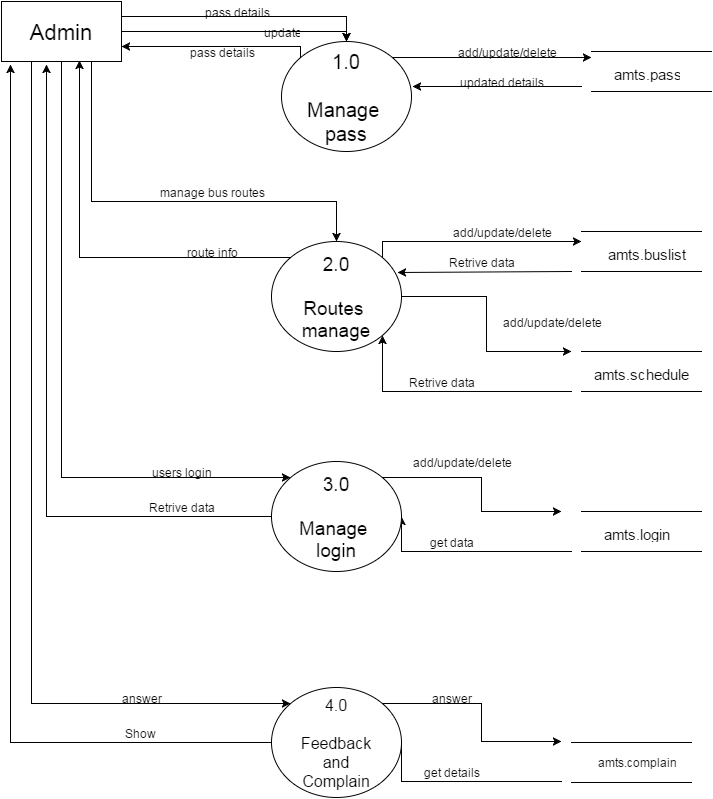 Admin
pass details
update
pass details
1.0
Manage
pass
add/update/delete
updated details
amts.pass
manage bus routes
route info
2.0
Routes
manage
add/update/delete
Retrive data
amts.buslist
add/update/delete
Retrive data
amts.schedule
users login
Retrive data
3.0
Manage
login
add/update/delete
get data
amts.login
answer
Show
4.0
Feedback
and
Complain
answer
get details
amts.complain